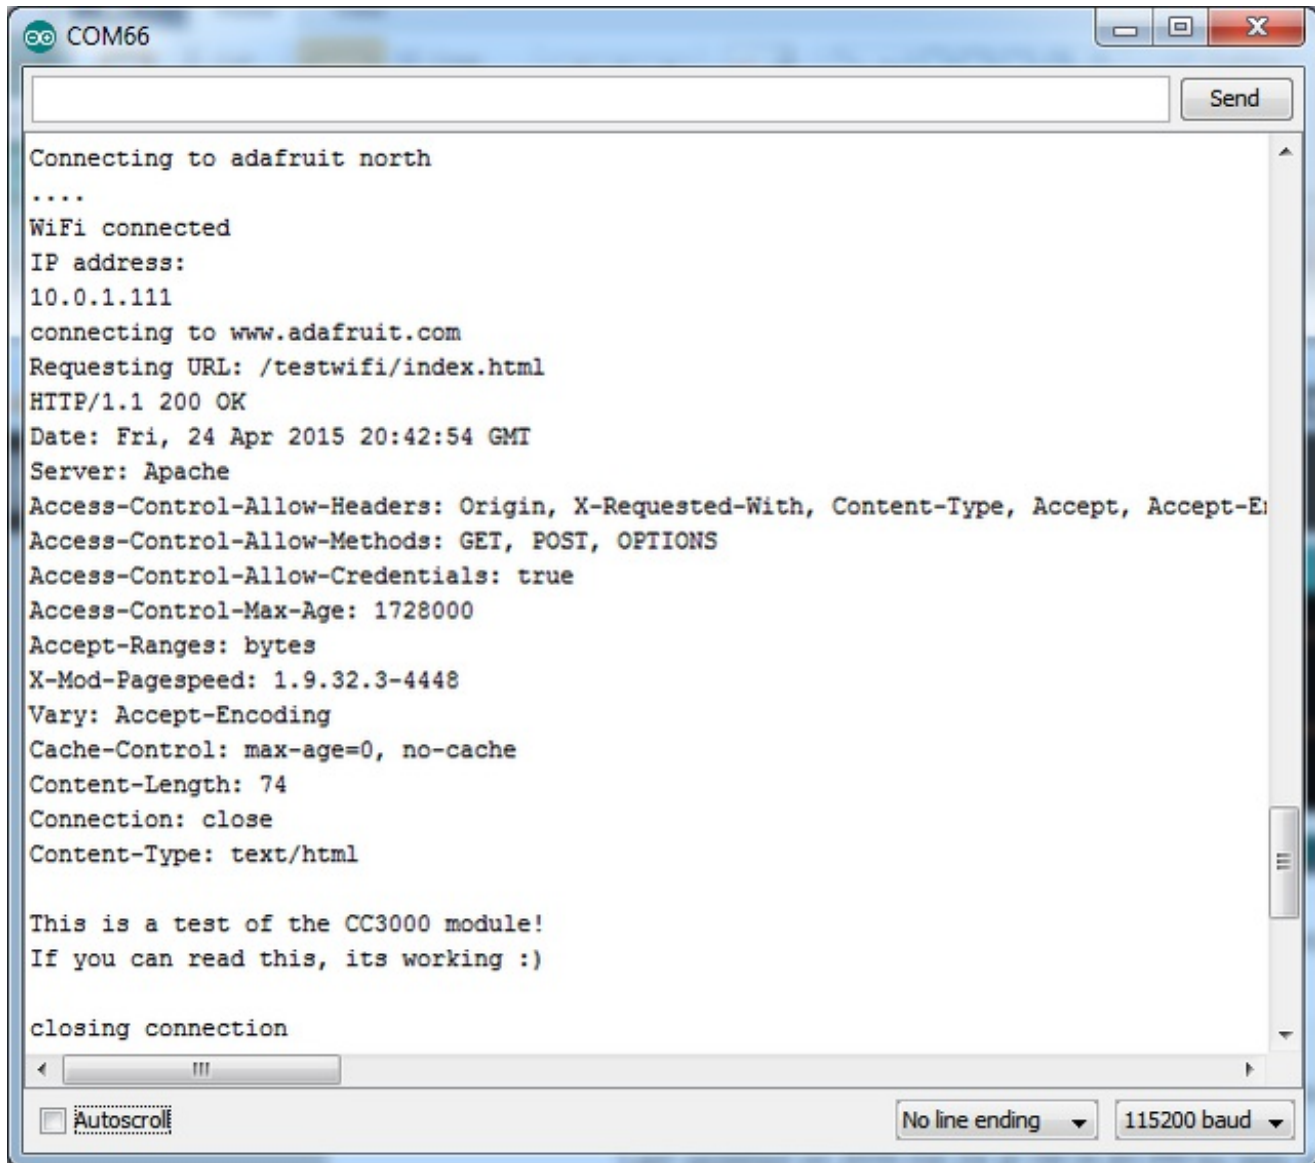 COM66
Send
Connecting to adafruit north
....
WiFi connected
IP address:
10.0.1.111
connecting to www.adafruit.com
Requesting URL: /testwifi/index.html
HTTP/1.1 200 OK
Date: Fri, 24 Apr 2015 20:42:54 GMT
Server: Apache
Access-Control-Allow-Headers: Origin, X-Requested-With, Content-Type, Accept, Accept-
Access-Control-Allow-Methods: GET, POST, OPTIONS
Access-Control-Allow-Credentials: true
Access-Control-Max-Age: 1728000
Accept-Ranges: bytes
X-Mod-Pagespeed: 1.9.32.3-4448
Vary: Accept-Encoding
Cache-Control: max-age=0, no-cache
Content-Length: 74
Connection: close
Content-Type: text/html

This is a test of the CC3000 module!
If you can read this, its working :)

closing connection
Autoscroll
No line ending
115200 baud